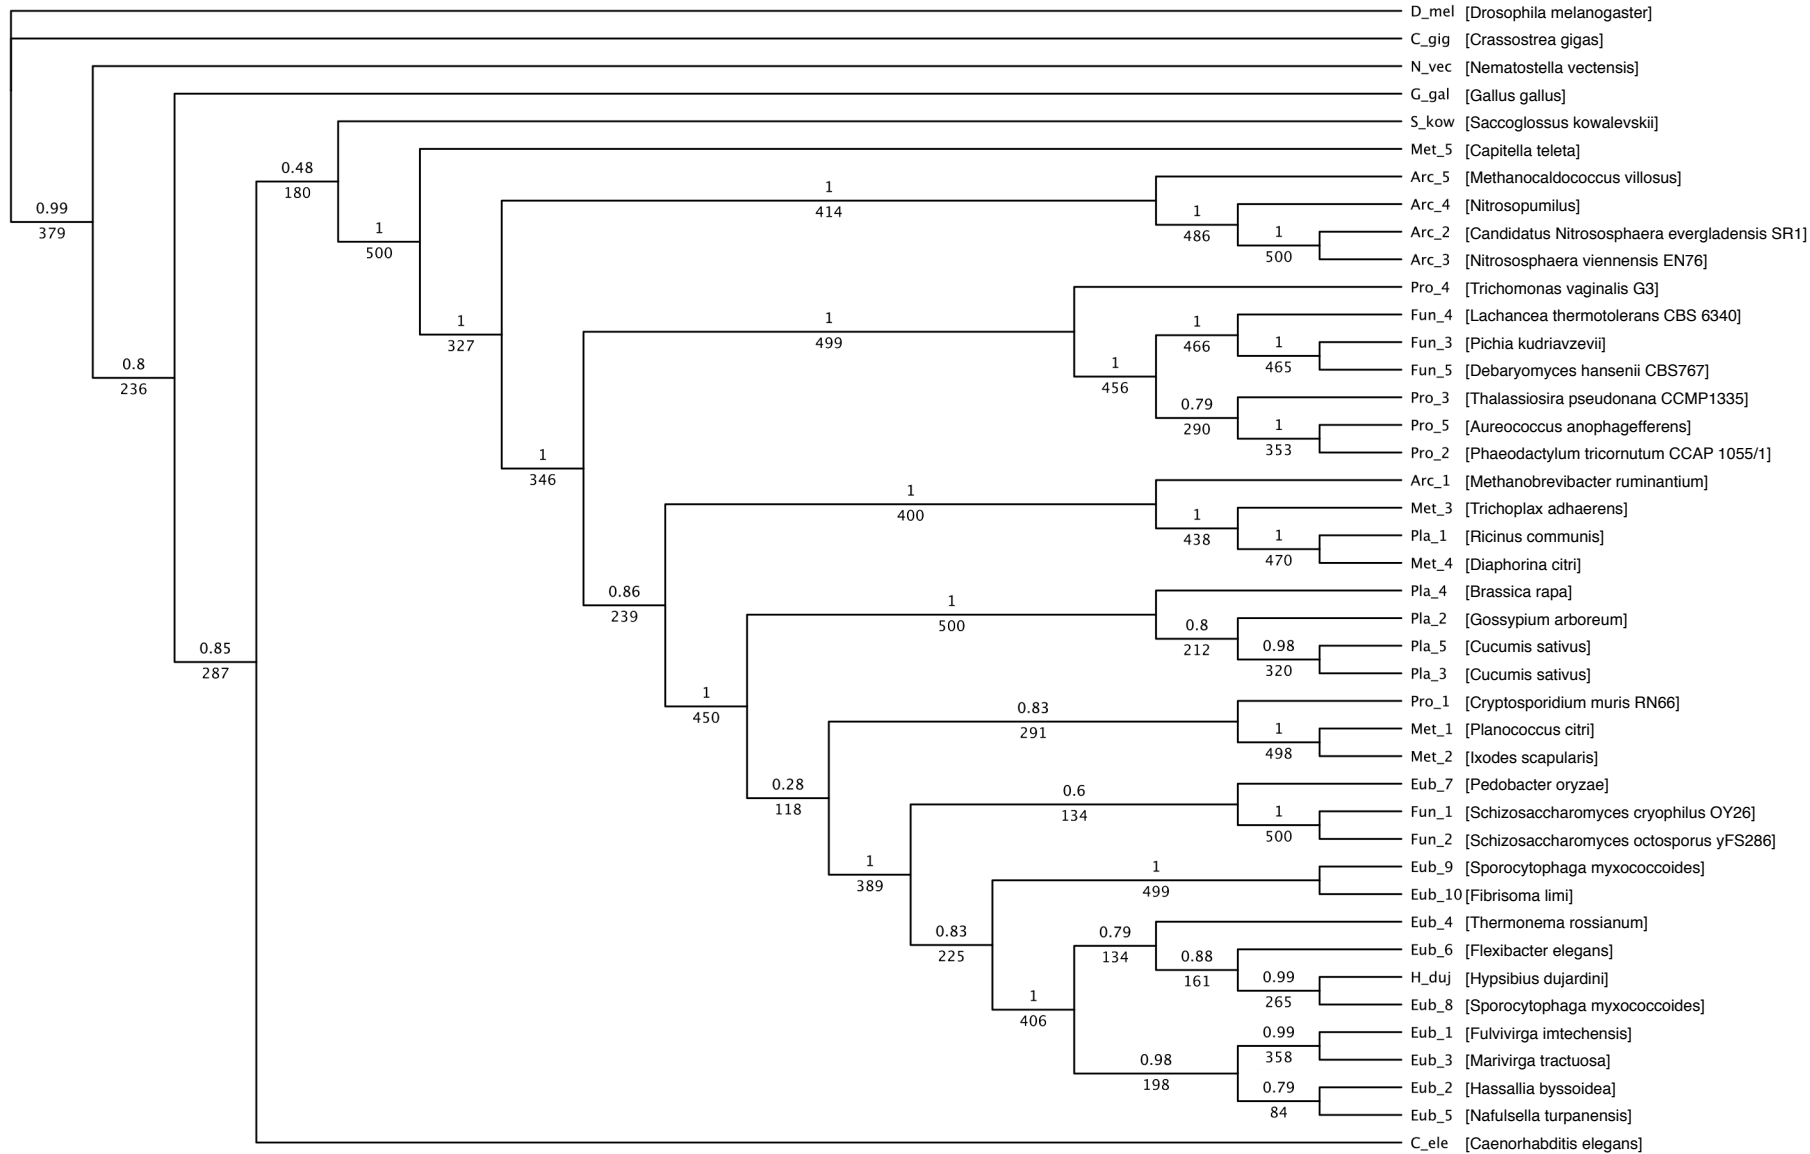 D_mel [Drosophila melanogaster]
C_gig [Crassostrea gigas]
N_vec [Nematostella vectensis]
G_gal [Gallus gallus]
S_kow [Saccoglossus kowalevskii]
Met_5 [Capitella teleta]
0.48
Arc_5 [Methanocaldococcus villosus]
1
180
Arc_4 [Nitrosopumilus]
0.99
414
1
379
1
486
1
Arc_2 [Candidatus Nitrososphaera evergladensis SR1]
500
500
Arc_3 [Nitrososphaera viennensis EN76]
Pro_4 [Trichomonas vaginalis G3]
1
327
1
499
1
466
Fun_4 [Lachancea thermotolerans CBS 6340]
1
465
Fun_3 [Pichia kudriavzevii]
0.8
236
1
456
Fun_5 [Debaryomyces hansenii CBS767]
0.79
290
Pro_3 [Thalassiosira pseudonana CCMP1335]
1
353
Pro_5 [Aureococcus anophagefferens]
1
346
Pro_2 [Phaeodactylum tricornutum CCAP 1055/1]
1
400
Arc_1 [Methanobrevibacter ruminantium]
1
438
Met_3 [Trichoplax adhaerens]
1
470
Pla_1 [Ricinus communis]
Met_4 [Diaphorina citri]
0.86
239
1
500
Pla_4 [Brassica rapa]
0.8
212
Pla_2 [Gossypium arboreum]
0.85
287
0.98
320
Pla_5 [Cucumis sativus]
Pla_3 [Cucumis sativus]
1
450
0.83
291
Pro_1 [Cryptosporidium muris RN66]
1
498
Met_1 [Planococcus citri]
Met_2 [Ixodes scapularis]
0.28
118
0.6
134
Eub_7 [Pedobacter oryzae]
1
500
Fun_1 [Schizosaccharomyces cryophilus OY26]
Fun_2 [Schizosaccharomyces octosporus yFS286]
1
389
1
499
Eub_9 [Sporocytophaga myxococcoides]
Eub_10 [Fibrisoma limi]
0.83
225
0.79
134
Eub_4 [Thermonema rossianum]
0.88
161
Eub_6 [Flexibacter elegans]
0.99
265
H_duj [Hypsibius dujardini]
1
406
Eub_8 [Sporocytophaga myxococcoides]
0.99
358
Eub_1 [Fulvivirga imtechensis]
0.98
198
Eub_3 [Marivirga tractuosa]
0.79
84
Eub_2 [Hassallia byssoidea]
Eub_5 [Nafulsella turpanensis]
C_ele [Caenorhabditis elegans]